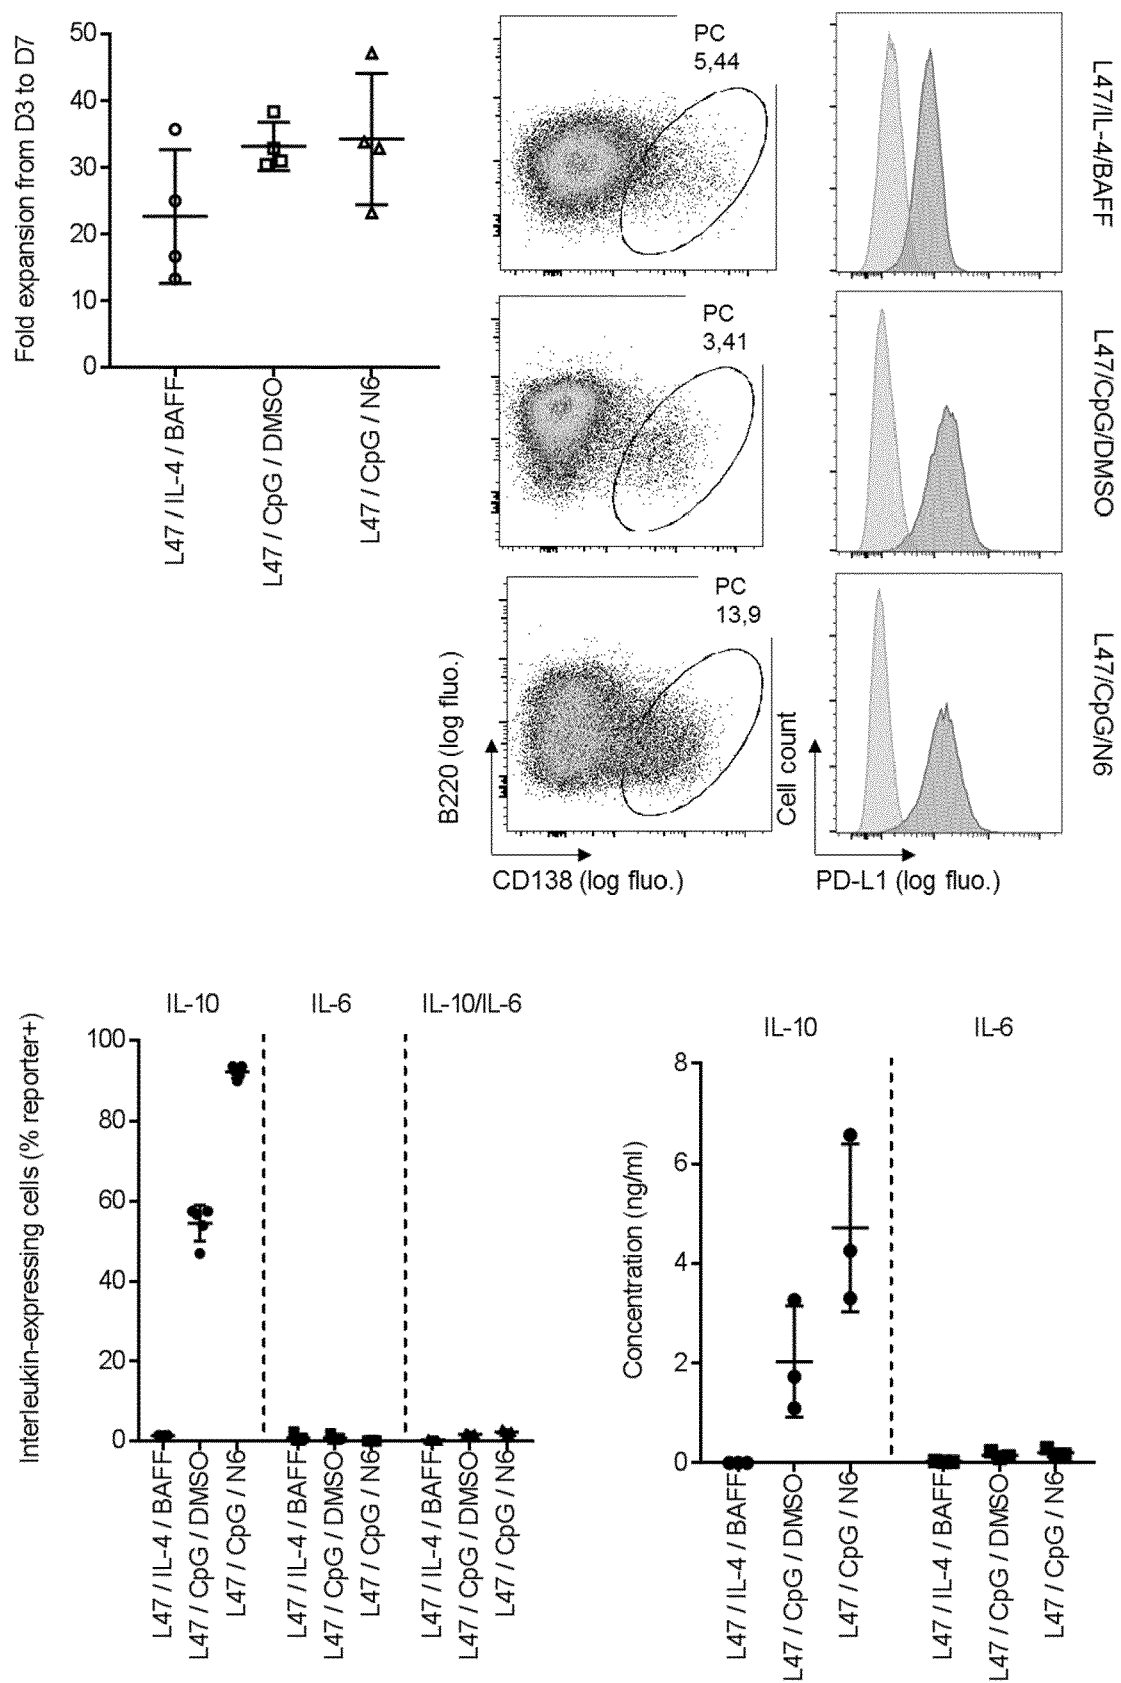 Fold expansion from D3 to D7
50
40
30
20
10
0
L47 / IL-4 / BAFF
L47 / CpG / DMSO
L47 / CpG / N6
PC
5,44
L47/IL-4/BAFF
PC
3,41
L47/CpG/DMSO
PC
13,9
L47/CpG/N6
B220 (log fluo.)
CD138 (log fluo.)
Cell count
PD-L1 (log fluo.)
Interleukin-expressing cells (% reporter+)
IL-10
IL-6
IL-10/IL-6
100
80
60
40
20
0
L47 / IL-4 / BAFF
L47 / CpG / DMSO
L47 / CpG / N6
L47 / IL-4 / BAFF
L47 / CpG / DMSO
L47 / CpG / N6
L47 / IL-4 / BAFF
L47 / CpG / DMSO
L47 / CpG / N6
Concentration (ng/ml)
IL-10
IL-6
8
6
4
2
0
L47 / IL-4 / BAFF
L47 / CpG / DMSO
L47 / CpG / N6
L47 / IL-4 / BAFF
L47 / CpG / DMSO
L47 / CpG / N6